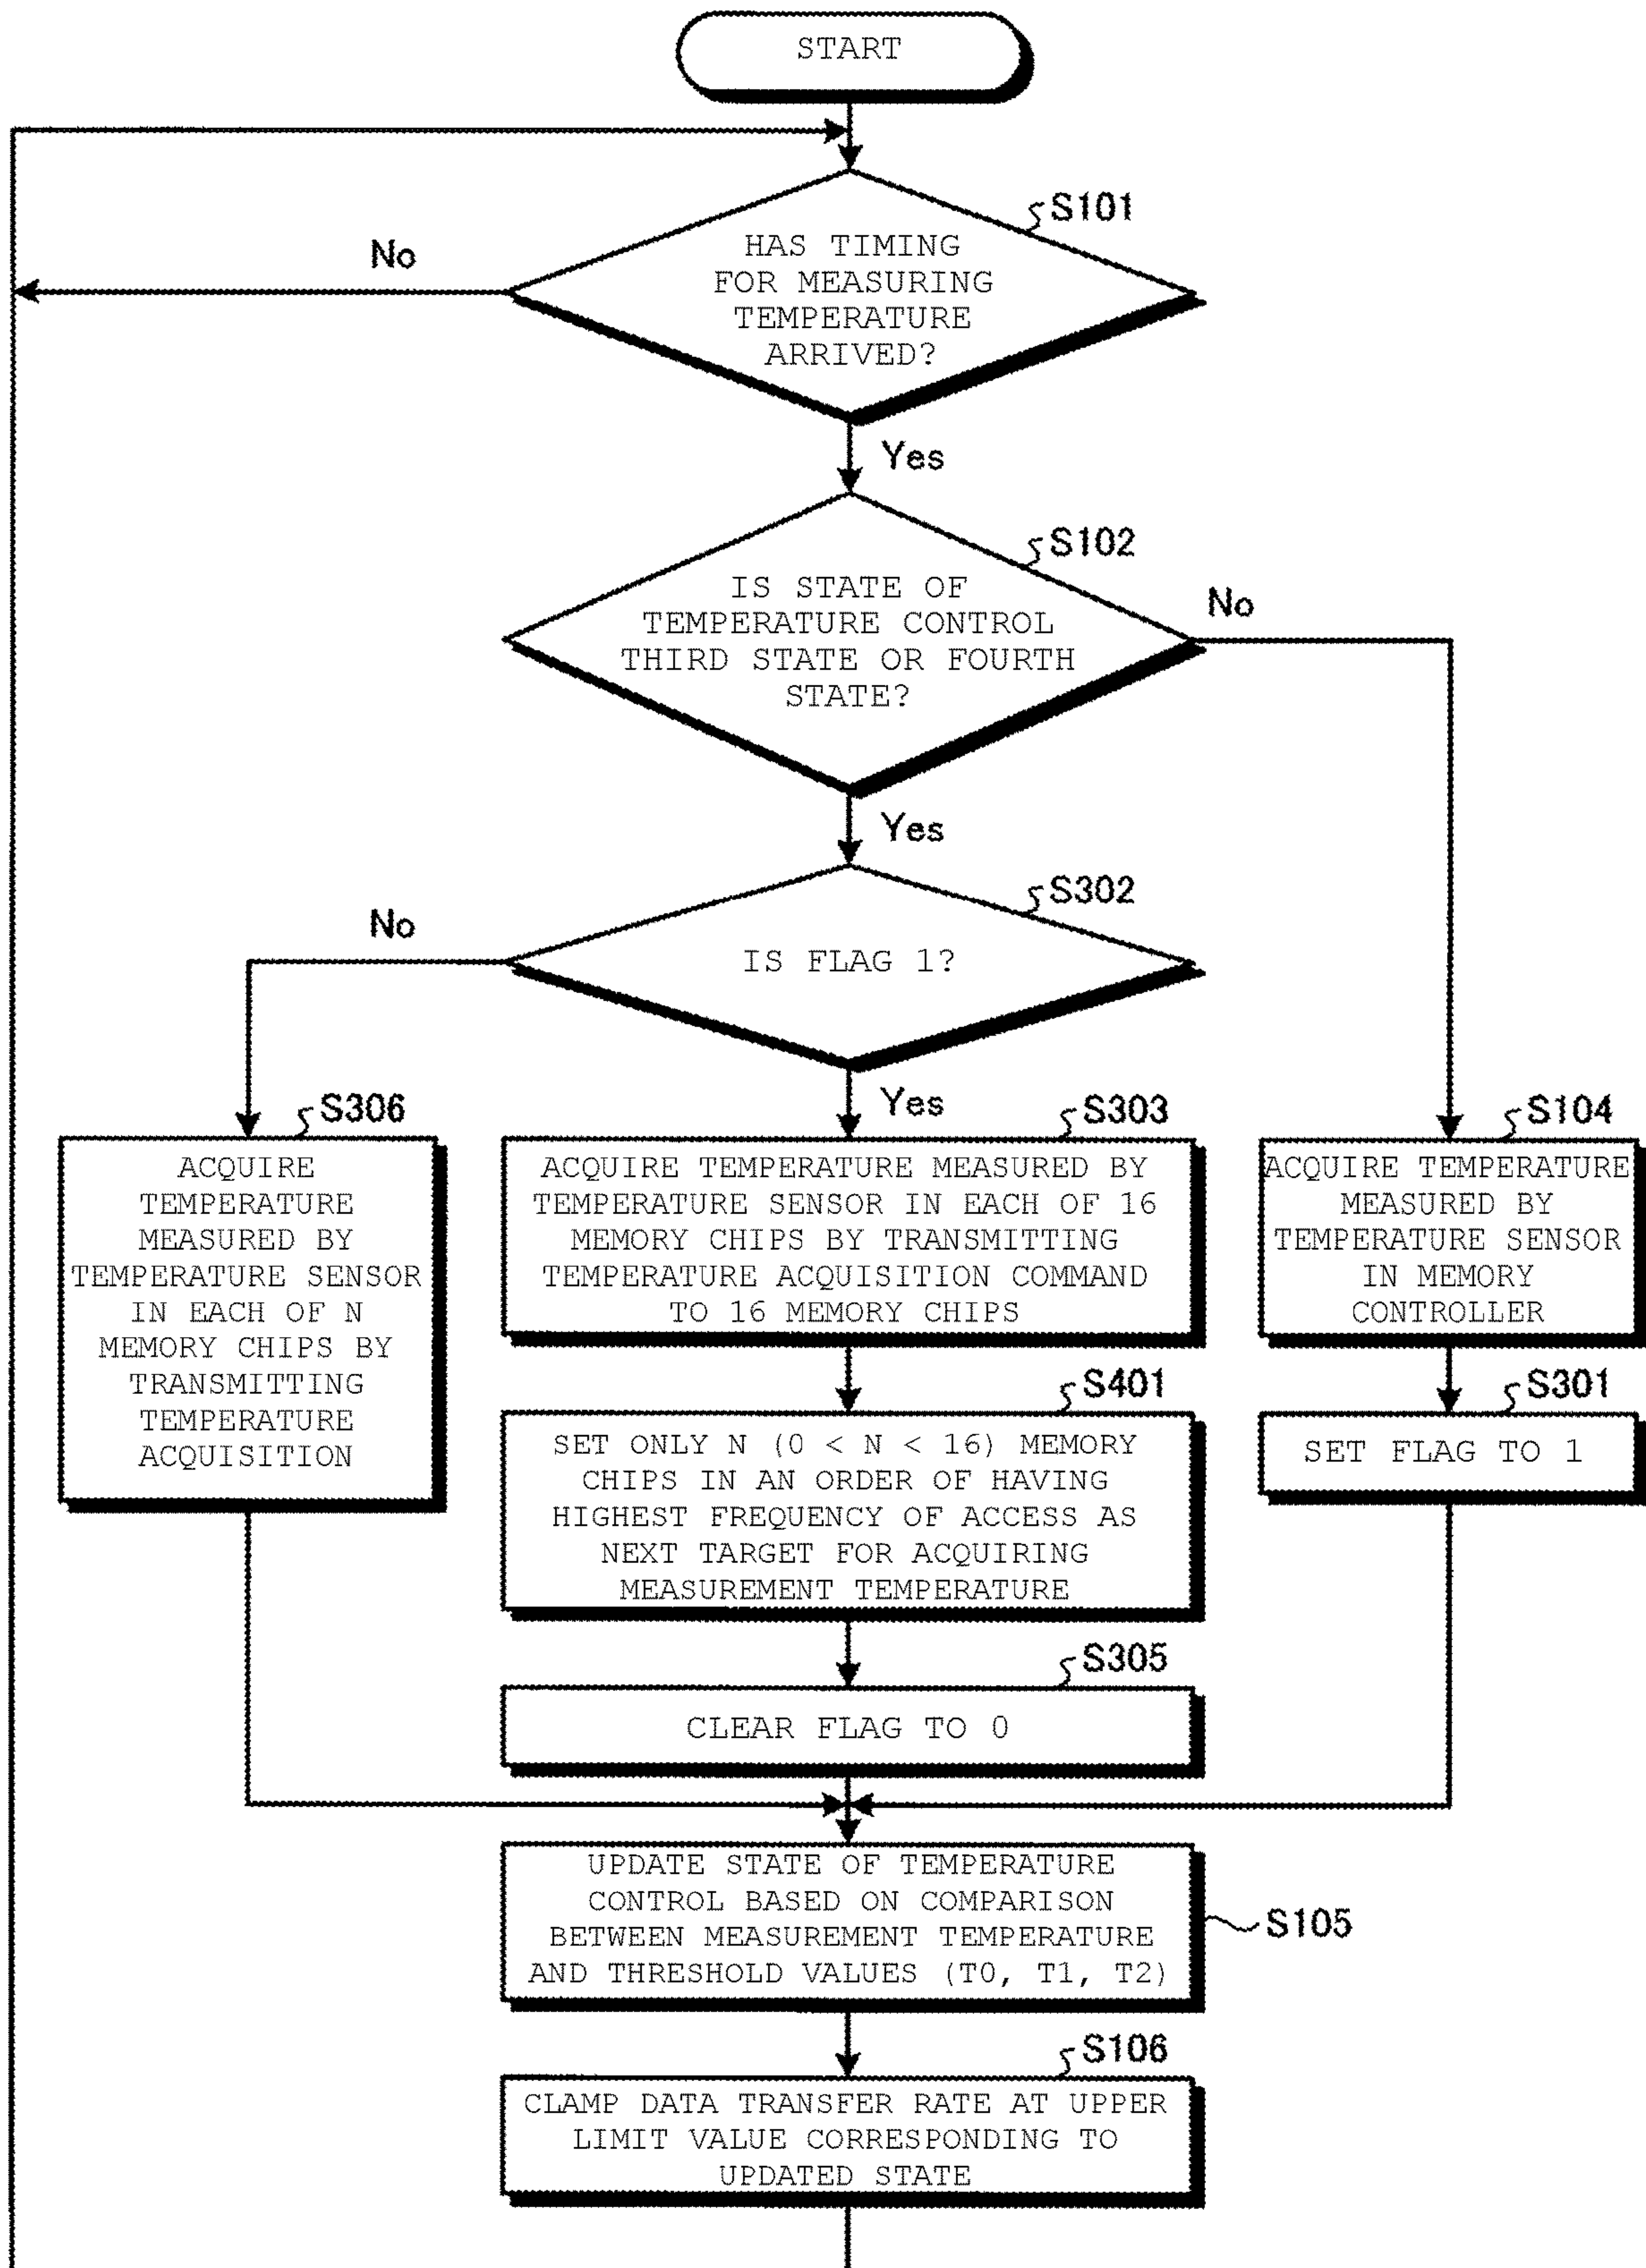 START
S101
No
HAS TIMING
FOR MEASURING
TEMPERATURE
ARRIVED?
Yes
S102
No
IS STATE OF
TEMPERATURE CONTROL
THIRD STATE OR FOURTH
STATE?
Yes
S302
No
IS FLAG 1?
Yes
S306
ACQUIRE
TEMPERATURE
MEASURED BY
TEMPERATURE SENSOR
IN EACH OF N
MEMORY CHIPS BY
TRANSMITTING
TEMPERATURE
ACQUISITION
S303
ACQUIRE TEMPERATURE MEASURED BY
TEMPERATURE SENSOR IN EACH OF 16
MEMORY CHIPS BY TRANSMITTING
TEMPERATURE ACQUISITION COMMAND
TO 16 MEMORY CHIPS
S104
ACQUIRE TEMPERATURE
MEASURED BY
TEMPERATURE SENSOR
IN MEMORY
CONTROLLER
S401
SET ONLY N (0 < N < 16) MEMORY
CHIPS IN AN ORDER OF HAVING
HIGHEST FREQUENCY OF ACCESS AS
NEXT TARGET FOR ACQUIRING
MEASUREMENT TEMPERATURE
S301
SET FLAG TO 1
S305
CLEAR FLAG TO 0
UPDATE STATE OF TEMPERATURE
CONTROL BASED ON COMPARISON
BETWEEN MEASUREMENT TEMPERATURE
AND THRESHOLD VALUES (T0, T1, T2)
S105
S106
CLAMP DATA TRANSFER RATE AT UPPER
LIMIT VALUE CORRESPONDING TO
UPDATED STATE